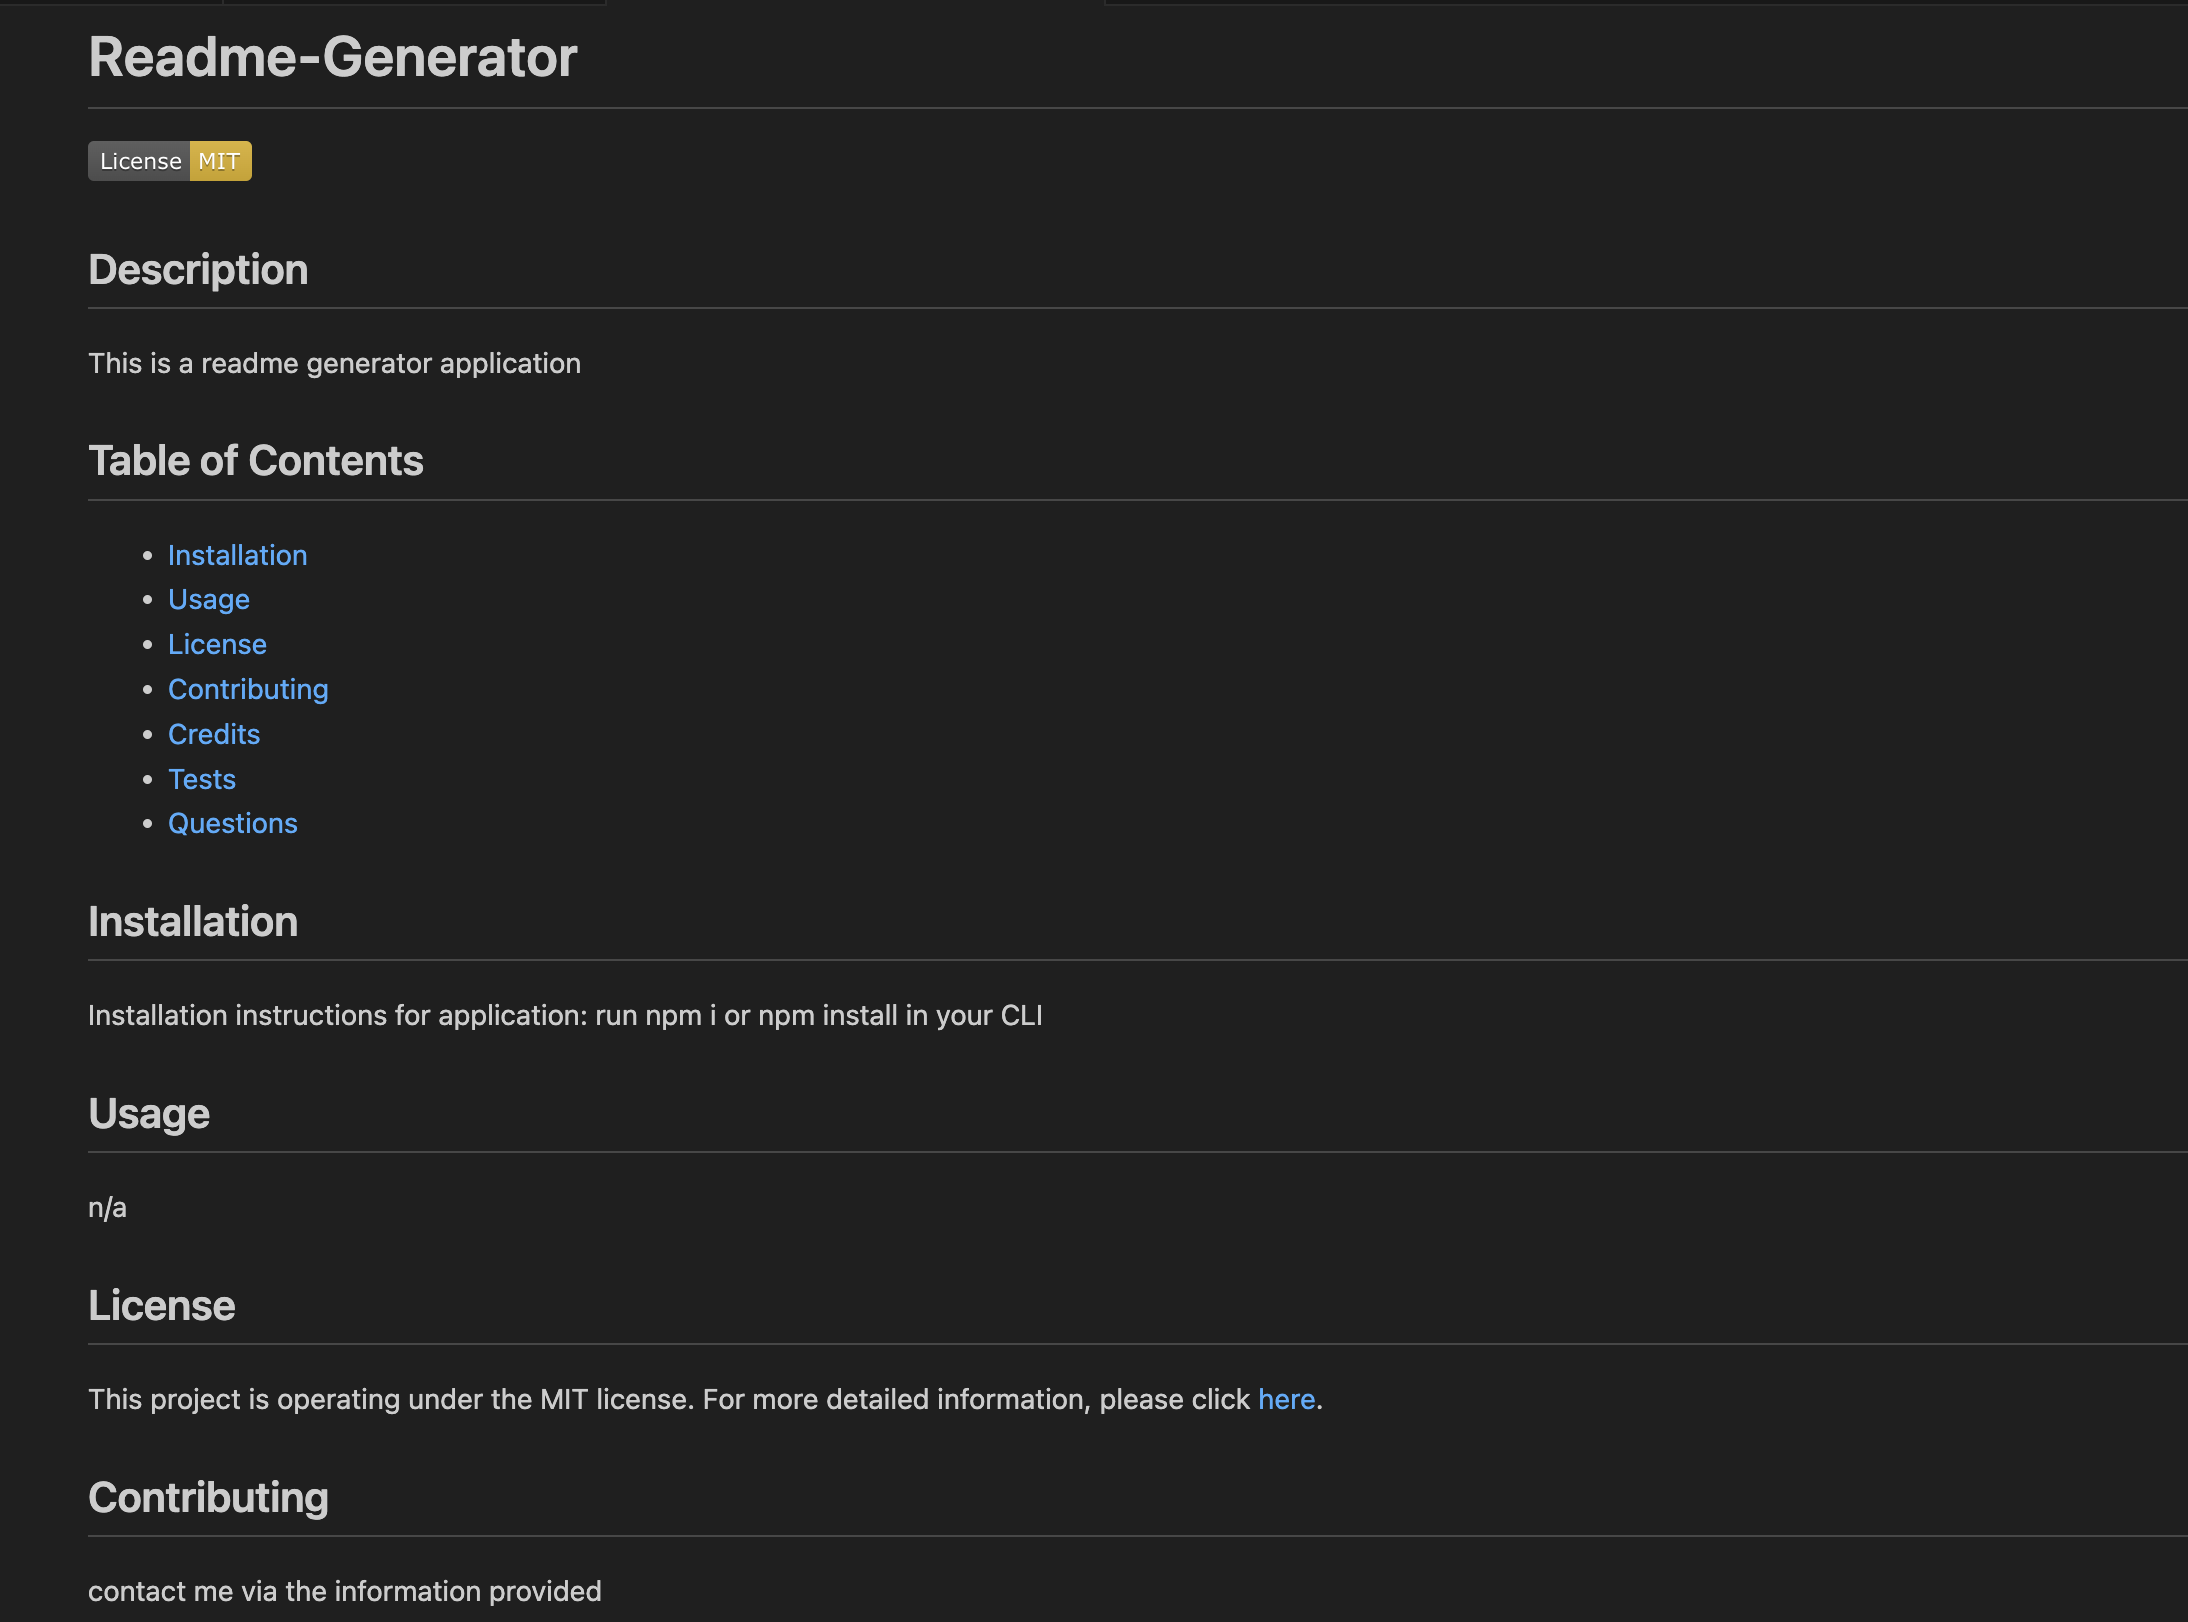 Readme-Generator
License MIT
Description
This is a readme generator application
Table of Contents
Installation
Usage
License
Contributing
Credits
Tests
Questions
Installation
Installation instructions for application: run npm i or npm install in your CLI
Usage
n/a
License
This project is operating under the MIT license. For more detailed information, please click here.
Contributing
contact me via the information provided